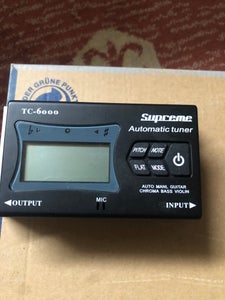 DER GRÜNE PUNKT
TC-6000
Supreme
Automatic tuner
♭ ♯
PITCH NOTE
FLAT MODE
AUTO MANL GUITAR
CHROMA BASS VIOLIN
MIC
◄OUTPUT
INPUT►